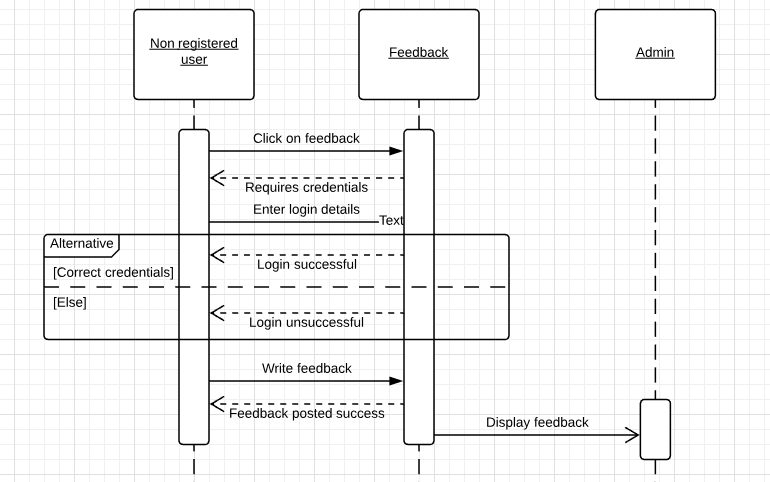 Non registered
user
Feedback
Admin
Click on feedback
Requires credentials
Enter login details
Text
Alternative
Login successful
[Correct credentials]
[Else]
Login unsuccessful
Write feedback
Feedback posted success
Display feedback